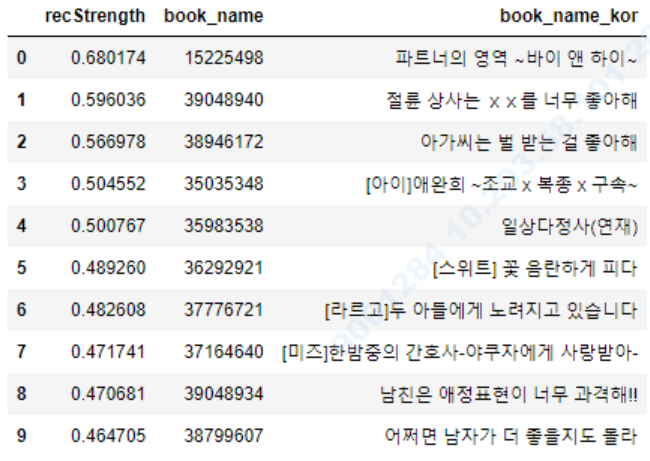 recStrength book_name book_name_kor
0 0.680174 15225498 파트너의 영역 ~바이 앤 하이~
1 0.596036 39048940 절륜 상사는 ××를 너무 좋아해
2 0.566978 38946172 아가씨는 벌 받는 걸 좋아해
3 0.504552 35035348 [아이]애완희 ~조교 x 복종 x 구속~
4 0.500767 35983538 일상다정사(연재)
5 0.489260 36292921 [스위트] 꽃 음란하게 피다
6 0.482608 37776721 [라르고]두 아들에게 노려지고 있습니다
7 0.471741 37164640 [미즈]한밤중의 간호사-야쿠자에게 사랑받아-
8 0.470681 39048934 남친은 애정표현이 너무 과격해!!
9 0.464705 38799607 어쩌면 남자가 더 좋을지도 몰라